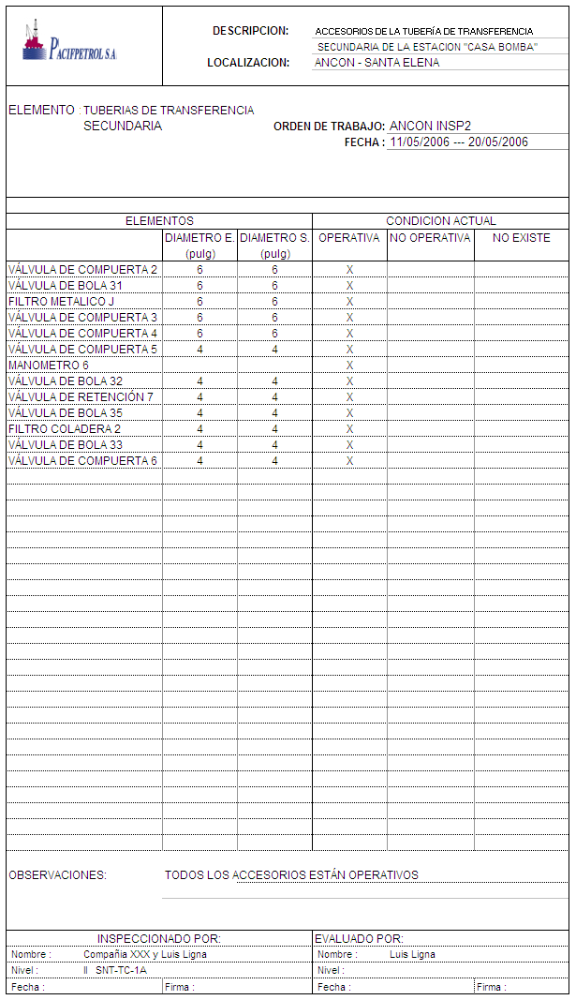 PACIFPETROL S.A.
DESCRIPCION: ACCESORIOS DE LA TUBERÍA DE TRANSFERENCIA
SECUNDARIA DE LA ESTACION "CASA BOMBA"
LOCALIZACION: ANCON - SANTA ELENA
ELEMENTO : TUBERIAS DE TRANSFERENCIA
SECUNDARIA
ORDEN DE TRABAJO: ANCON INSP2
FECHA : 11/05/2006 --- 20/05/2006
ELEMENTOS CONDICION ACTUAL
DIAMETRO E. DIAMETRO S. OPERATIVA NO OPERATIVA NO EXISTE
(pulg) (pulg)
VÁLVULA DE COMPUERTA 2 6 6 X
VÁLVULA DE BOLA 31 6 6 X
FILTRO METALICO J 6 6 X
VÁLVULA DE COMPUERTA 3 6 6 X
VÁLVULA DE COMPUERTA 4 6 6 X
VÁLVULA DE COMPUERTA 5 4 4 X
MANOMETRO 6 X
VÁLVULA DE BOLA 32 4 4 X
VÁLVULA DE RETENCIÓN 7 4 4 X
VÁLVULA DE BOLA 35 4 4 X
FILTRO COLADERA 2 4 4 X
VÁLVULA DE BOLA 33 4 4 X
VÁLVULA DE COMPUERTA 6 4 4 X
OBSERVACIONES: TODOS LOS ACCESORIOS ESTÁN OPERATIVOS
INSPECCIONADO POR: EVALUADO POR:
Nombre : Compañia XXX y Luis Ligna Nombre : Luis Ligna
Nivel : II SNT-TC-1A Nivel :
Fecha : Firma : Fecha : Firma :